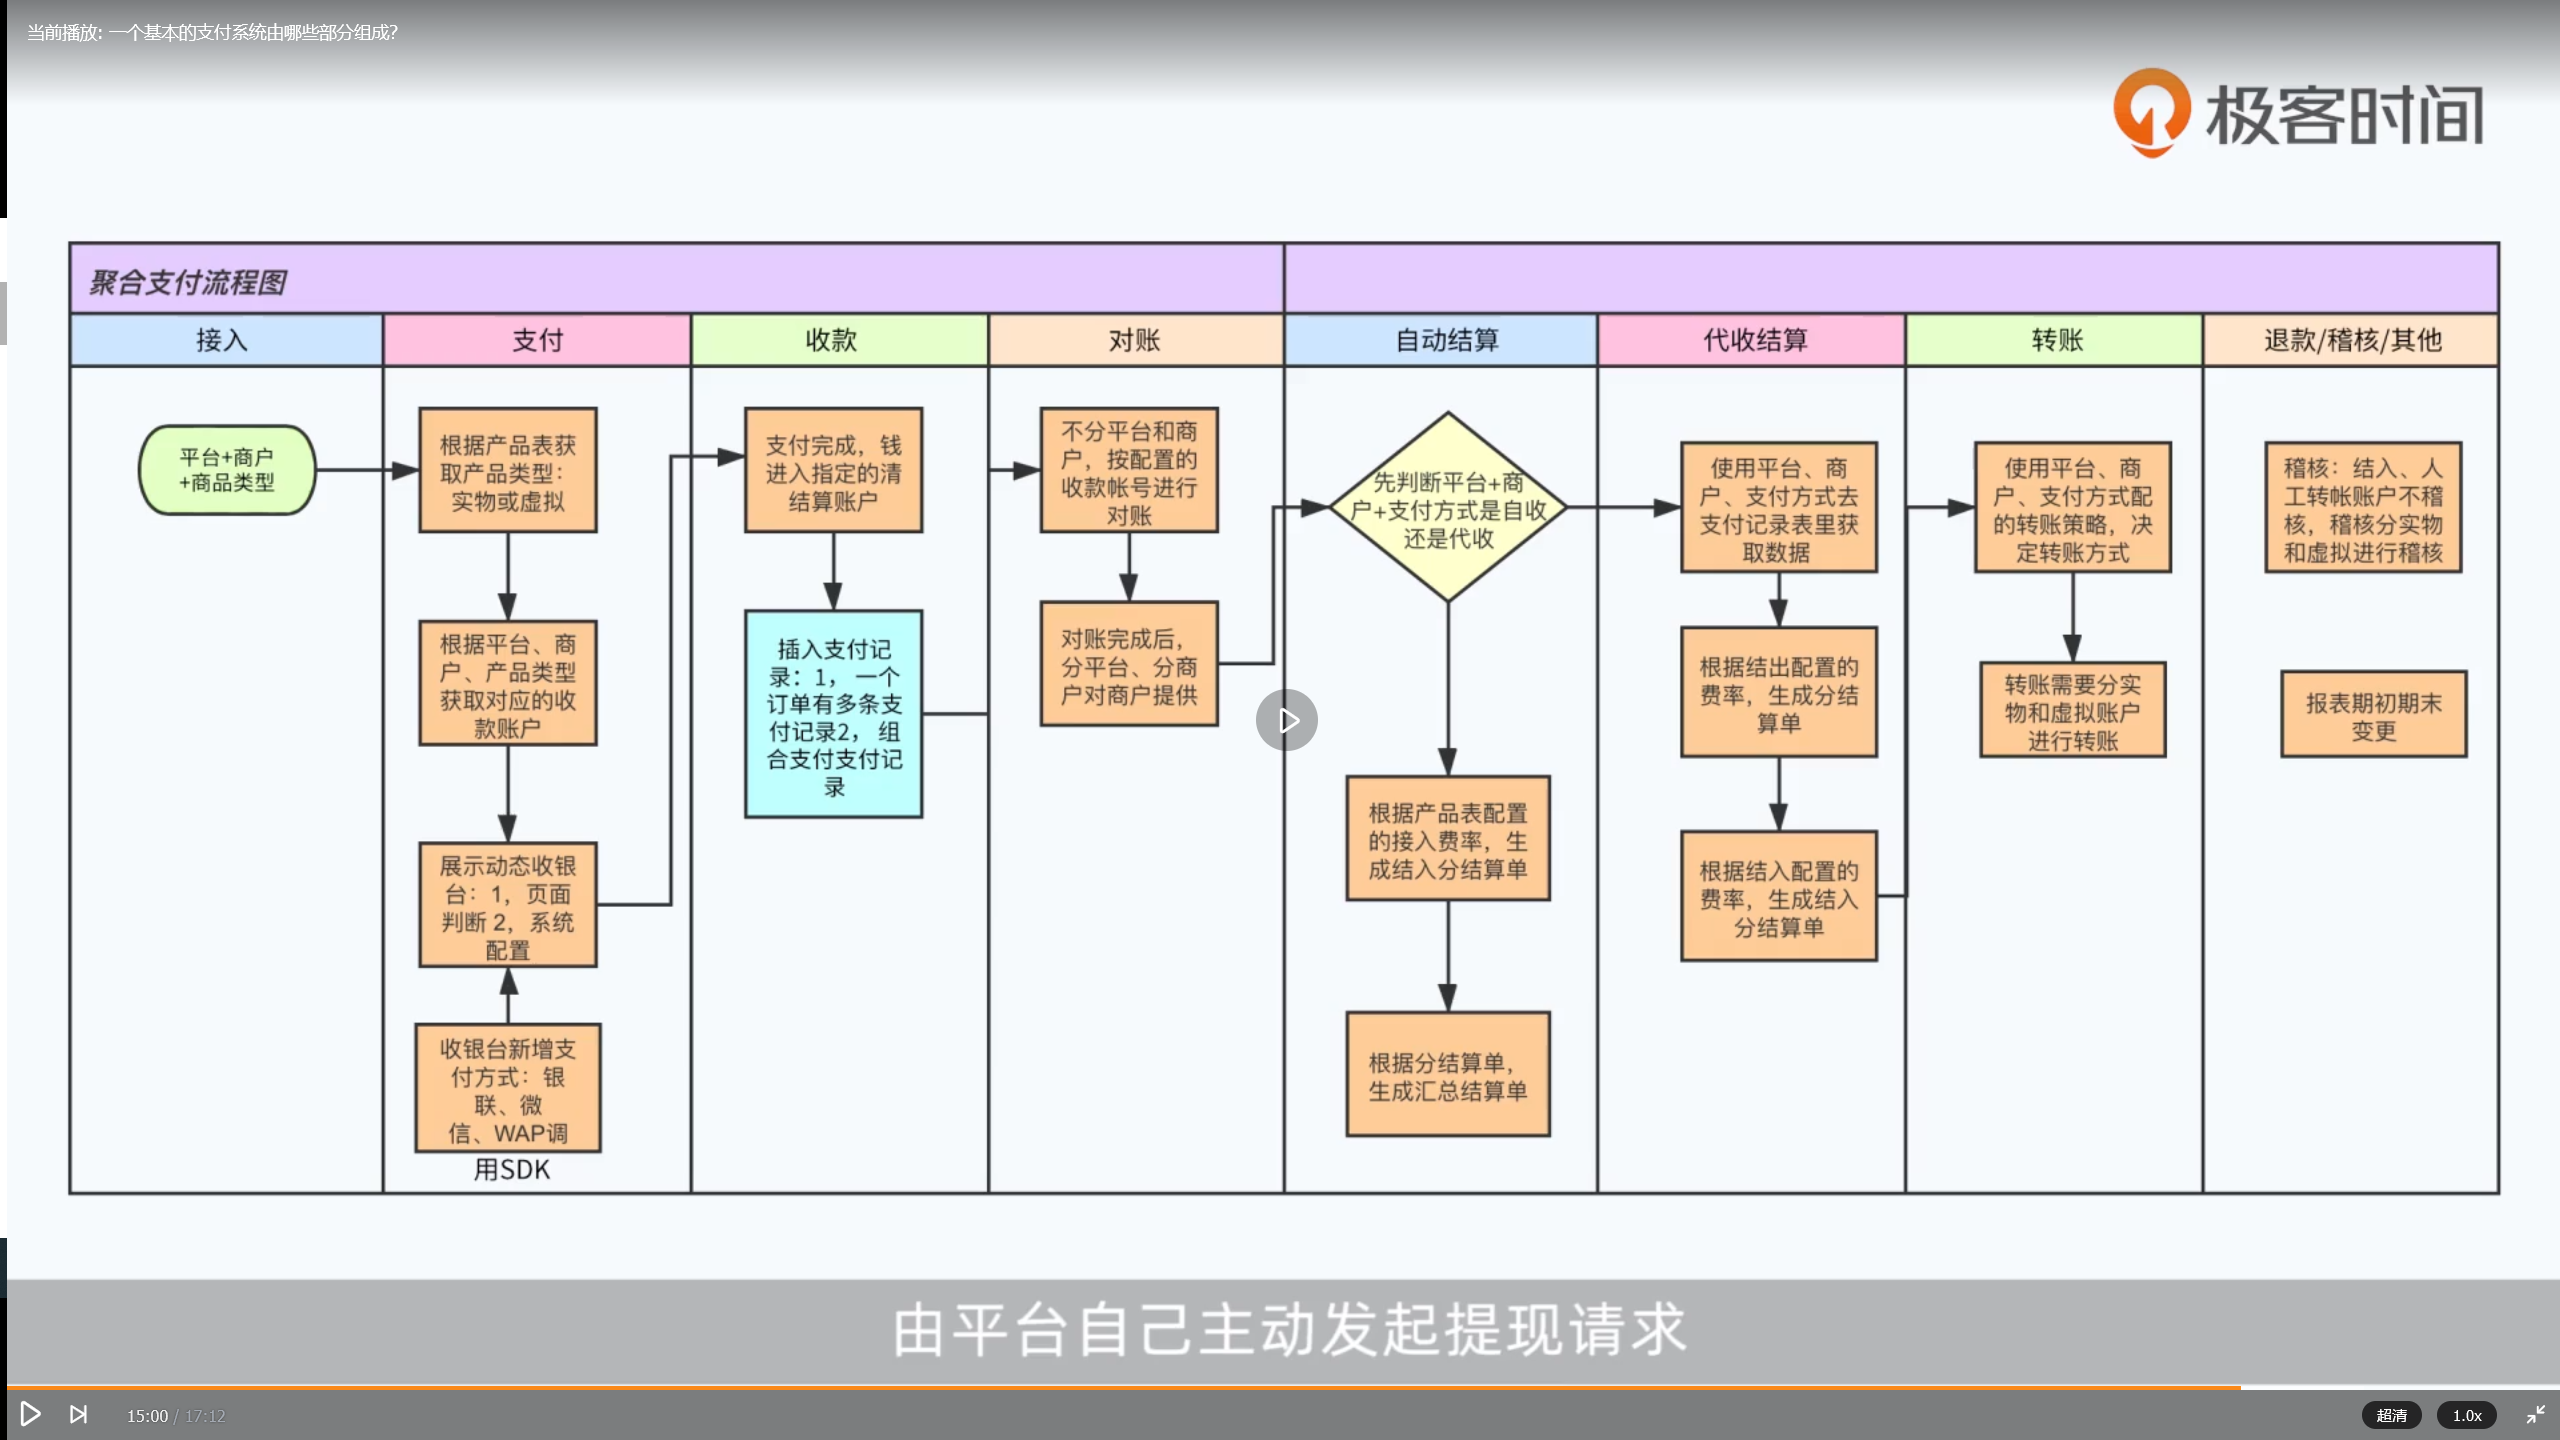 当前播放: 一个基本的支付系统由哪些部分组成?
极客时间
聚合支付流程图
接入
支付
收款
对账
自动结算
代收结算
转账
退款/稽核/其他
平台+商户
+商品类型
根据产品表获
取产品类型：
实物或虚拟
根据平台、商
户、产品类型
获取对应的收
款账户
展示动态收银
台：1，页面
判断 2，系统
配置
收银台新增支
付方式：银
联、微
信、WAP调
用SDK
支付完成，钱
进入指定的清
结算账户
插入支付记
录：1， 一个
订单有多条支
付记录2， 组
合支付支付记
录
不分平台和商
户，按配置的
收款帐号进行
对账
对账完成后，
分平台、分商
户对商户提供
先判断平台+商
户+支付方式是自收
还是代收
根据产品表配置
的接入费率，生
成结入分结算单
根据分结算单，
生成汇总结算单
使用平台、商
户、支付方式去
支付记录表里获
取数据
根据结出配置的
费率，生成分结
算单
根据结入配置的
费率，生成结入
分结算单
使用平台、商
户、支付方式配
的转账策略，决
定转账方式
转账需要分实
物和虚拟账户
进行转账
稽核：结入、人
工转帐账户不稽
核，稽核分实物
和虚拟进行稽核
报表期初期末
变更
由平台自己主动发起提现请求
15:00 / 17:12
超清
1.0x